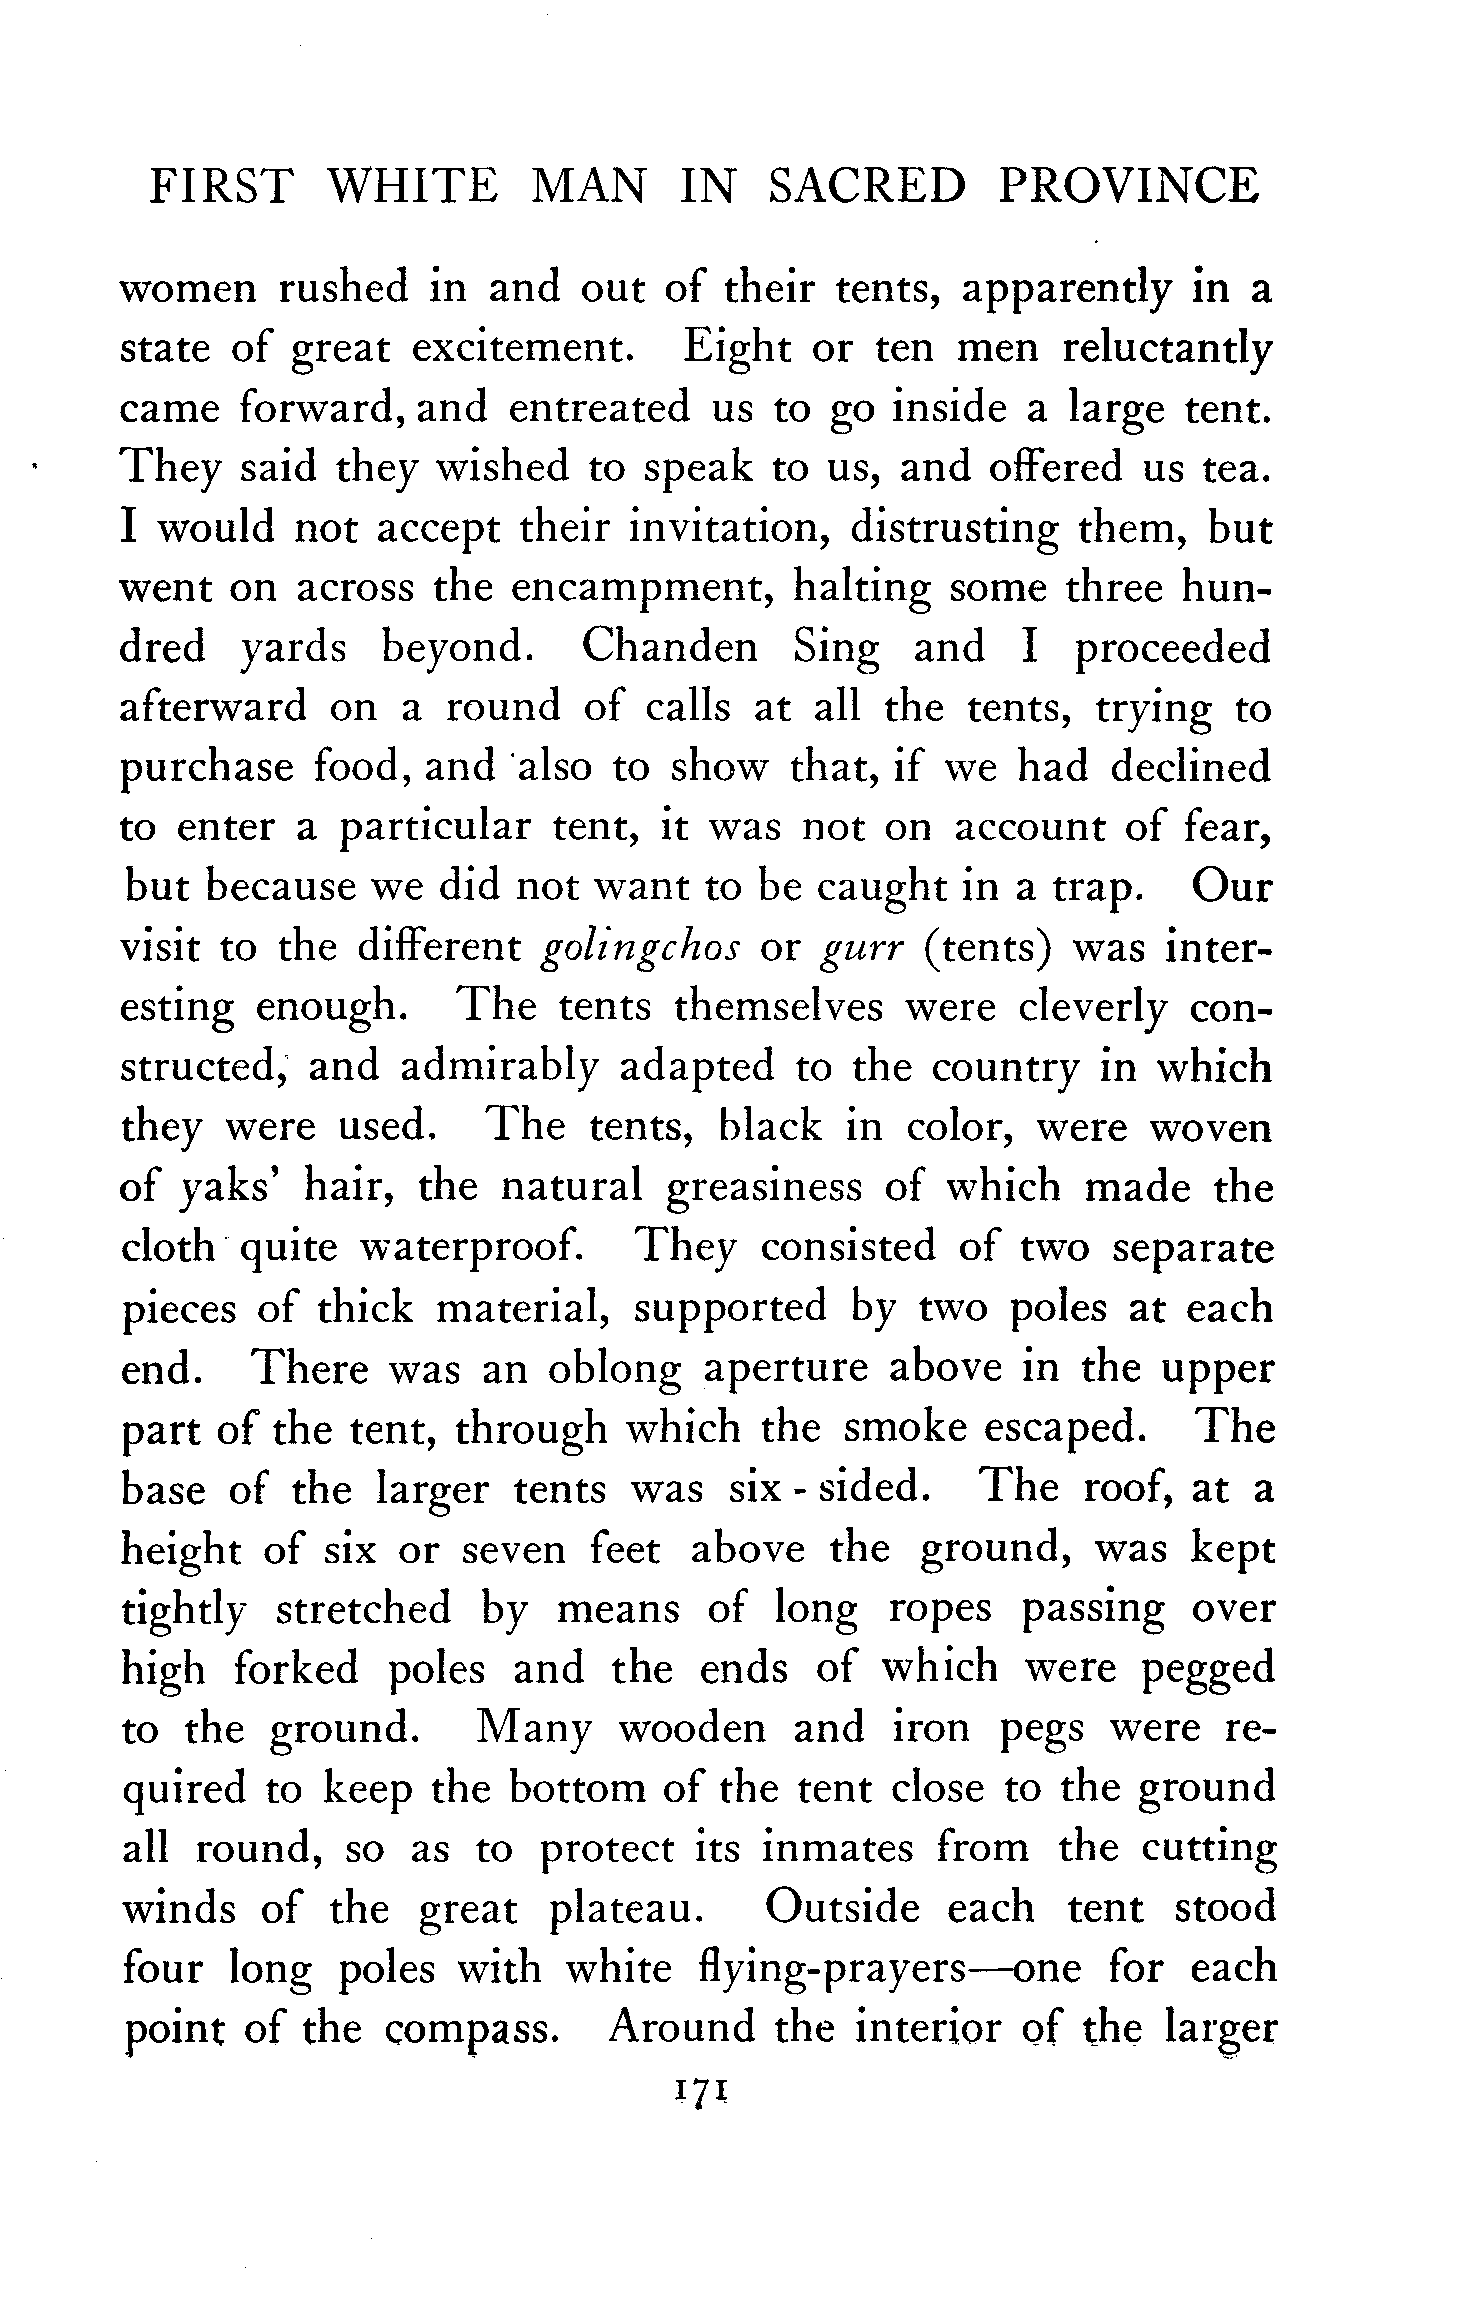 FIRST WHITE MAN IN SACRED PROVINCE
women rushed in and out of their tents, apparently in a
state of great excitement. Eight or ten men reluctantly
came forward, and entreated us to go inside a large tent.
They said they wished to speak to us, and offered us tea.
I would not accept their invitation, distrusting them, but
went on across the encampment, halting some three hun-
dred yards beyond. Chanden Sing and I proceeded
afterward on a round of calls at all the tents, trying to
purchase food, and also to show that, if we had declined
to enter a particular tent, it was not on account of fear,
but because we did not want to be caught in a trap. Our
visit to the different golingchos or gurr (tents) was inter-
esting enough. The tents themselves were cleverly con-
structed, and admirably adapted to the country in which
they were used. The tents, black in color, were woven
of yaks' hair, the natural greasiness of which made the
cloth quite waterproof. They consisted of two separate
pieces of thick material, supported by two poles at each
end. There was an oblong aperture above in the upper
part of the tent, through which the smoke escaped. The
base of the larger tents was six-sided. The roof, at a
height of six or seven feet above the ground, was kept
tightly stretched by means of long ropes passing over
high forked poles and the ends of which were pegged
to the ground. Many wooden and iron pegs were re-
quired to keep the bottom of the tent close to the ground
all round, so as to protect its inmates from the cutting
winds of the great plateau. Outside each tent stood
four long poles with white flying-prayers—one for each
point of the compass. Around the interior of the larger
171